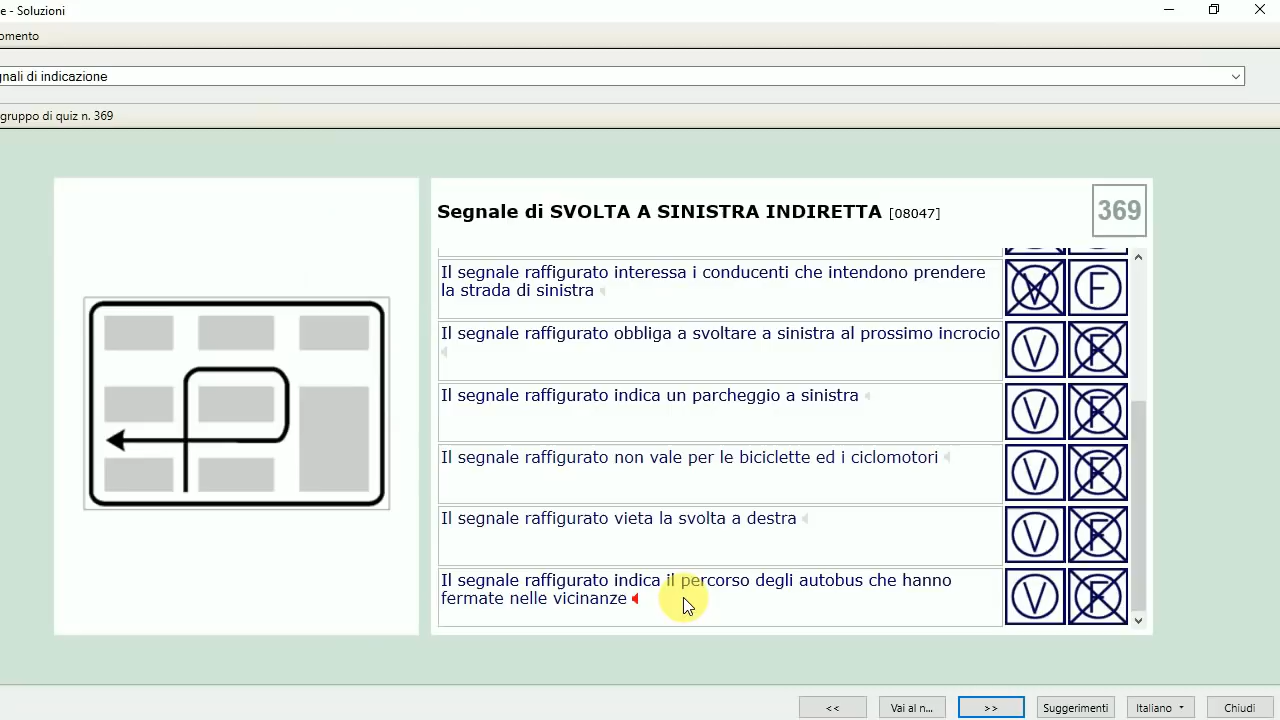 e - Soluzioni
omento
gnali di indicazione
gruppo di quiz n. 369
Segnale di SVOLTA A SINISTRA INDIRETTA [08047]
369
Il segnale raffigurato interessa i conducenti che intendono prendere
la strada di sinistra
V F
Il segnale raffigurato obbliga a svoltare a sinistra al prossimo incrocio
V F
Il segnale raffigurato indica un parcheggio a sinistra
V F
Il segnale raffigurato non vale per le biciclette ed i ciclomotori
V F
Il segnale raffigurato vieta la svolta a destra
V F
Il segnale raffigurato indica il percorso degli autobus che hanno
fermate nelle vicinanze
V F
<< Vai al n... >> Suggerimenti Italiano Chiudi